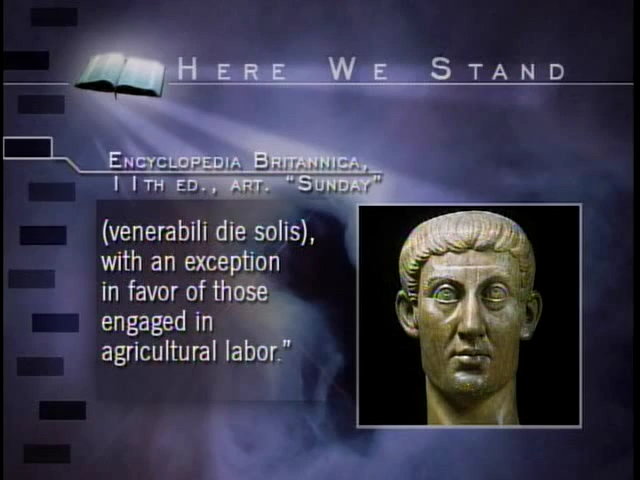 HERE WE STAND
ENCYCLOPEDIA BRITANNICA,
11TH ED., ART. "SUNDAY"
(venerabili die solis),
with an exception
in favor of those
engaged in
agricultural labor."